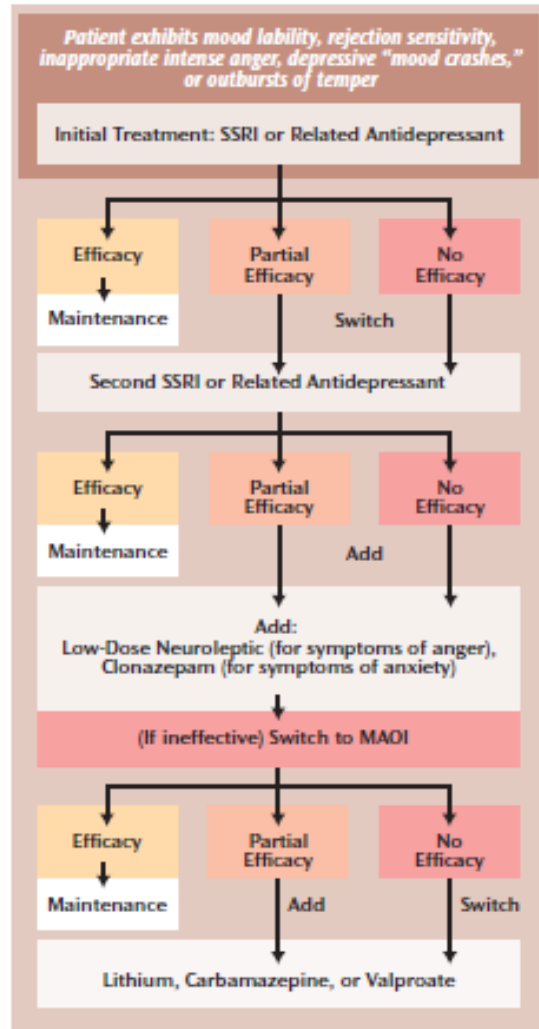 Patient exhibits mood lability, rejection sensitivity,
inappropriate intense anger, depressive “mood crashes,”
or outbursts of temper
Initial Treatment: SSRI or Related Antidepressant
Efficacy
Partial
Efficacy
No
Efficacy
Maintenance
Switch
Second SSRI or Related Antidepressant
Efficacy
Partial
Efficacy
No
Efficacy
Maintenance
Add
Add:
Low-Dose Neuroleptic (for symptoms of anger),
Clonazepam (for symptoms of anxiety)
(If ineffective) Switch to MAOI
Efficacy
Partial
Efficacy
No
Efficacy
Maintenance
Add
Switch
Lithium, Carbamazepine, or Valproate